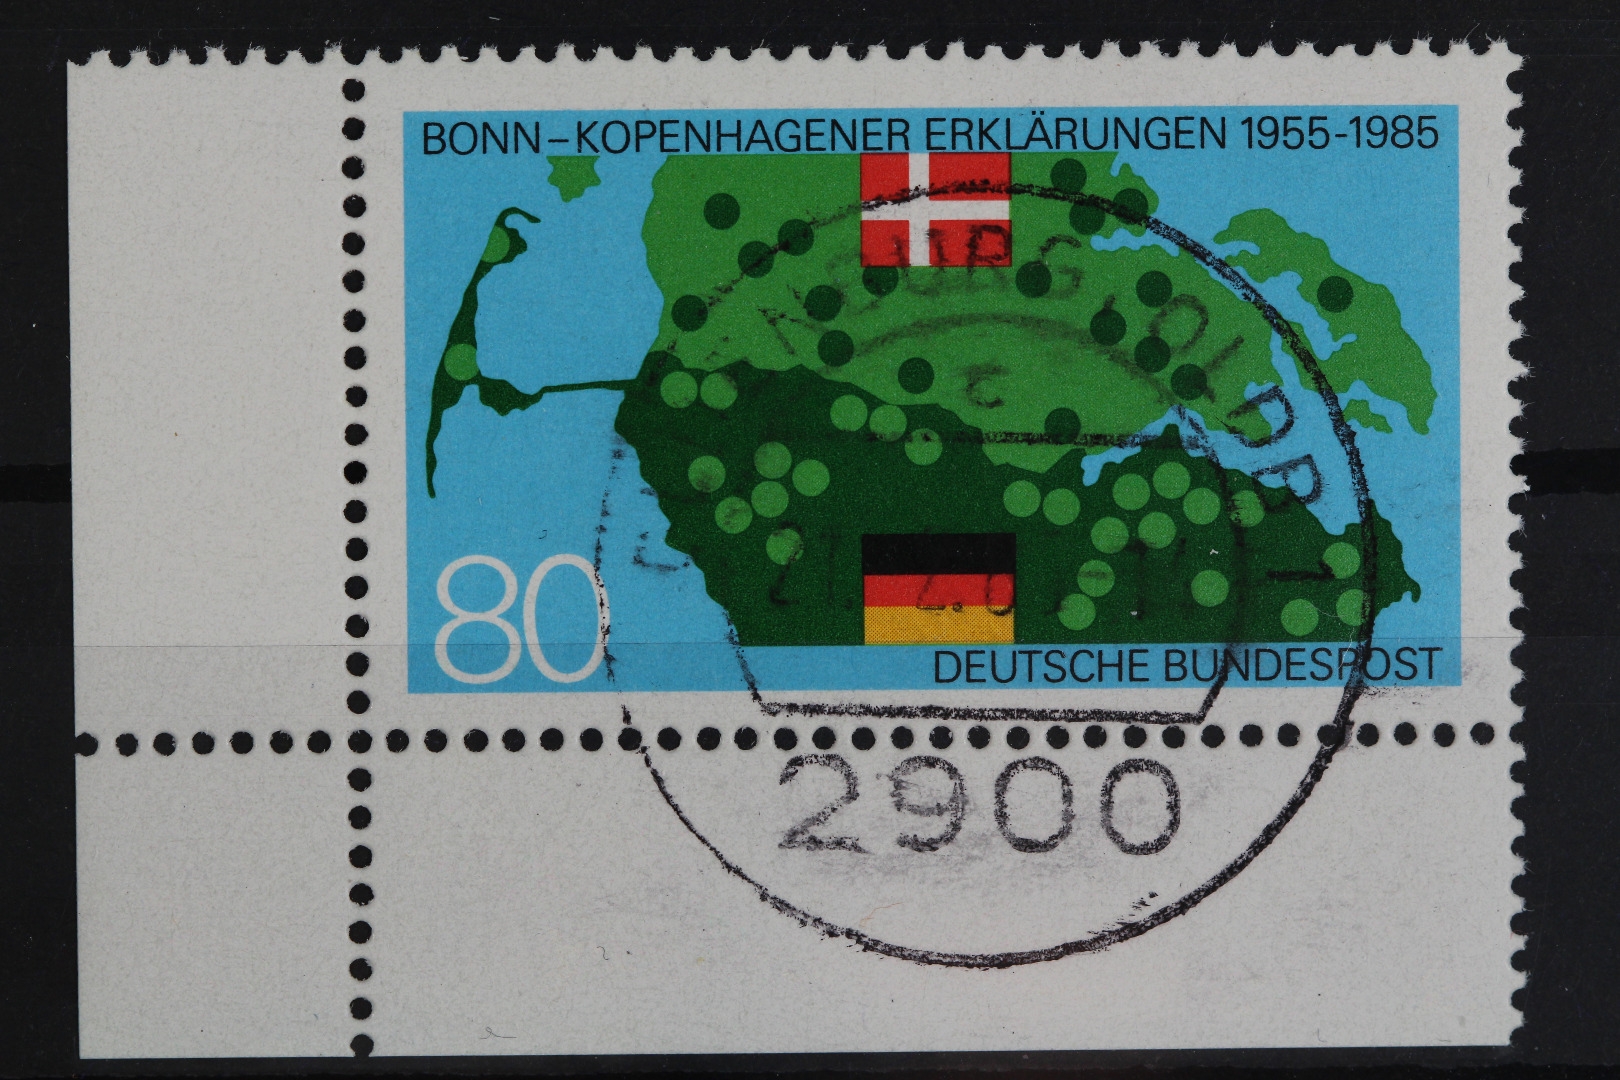 BONN–KOPENHAGENER ERKLÄRUNGEN 1955-1985
80
DEUTSCHE BUNDESPOST
2900